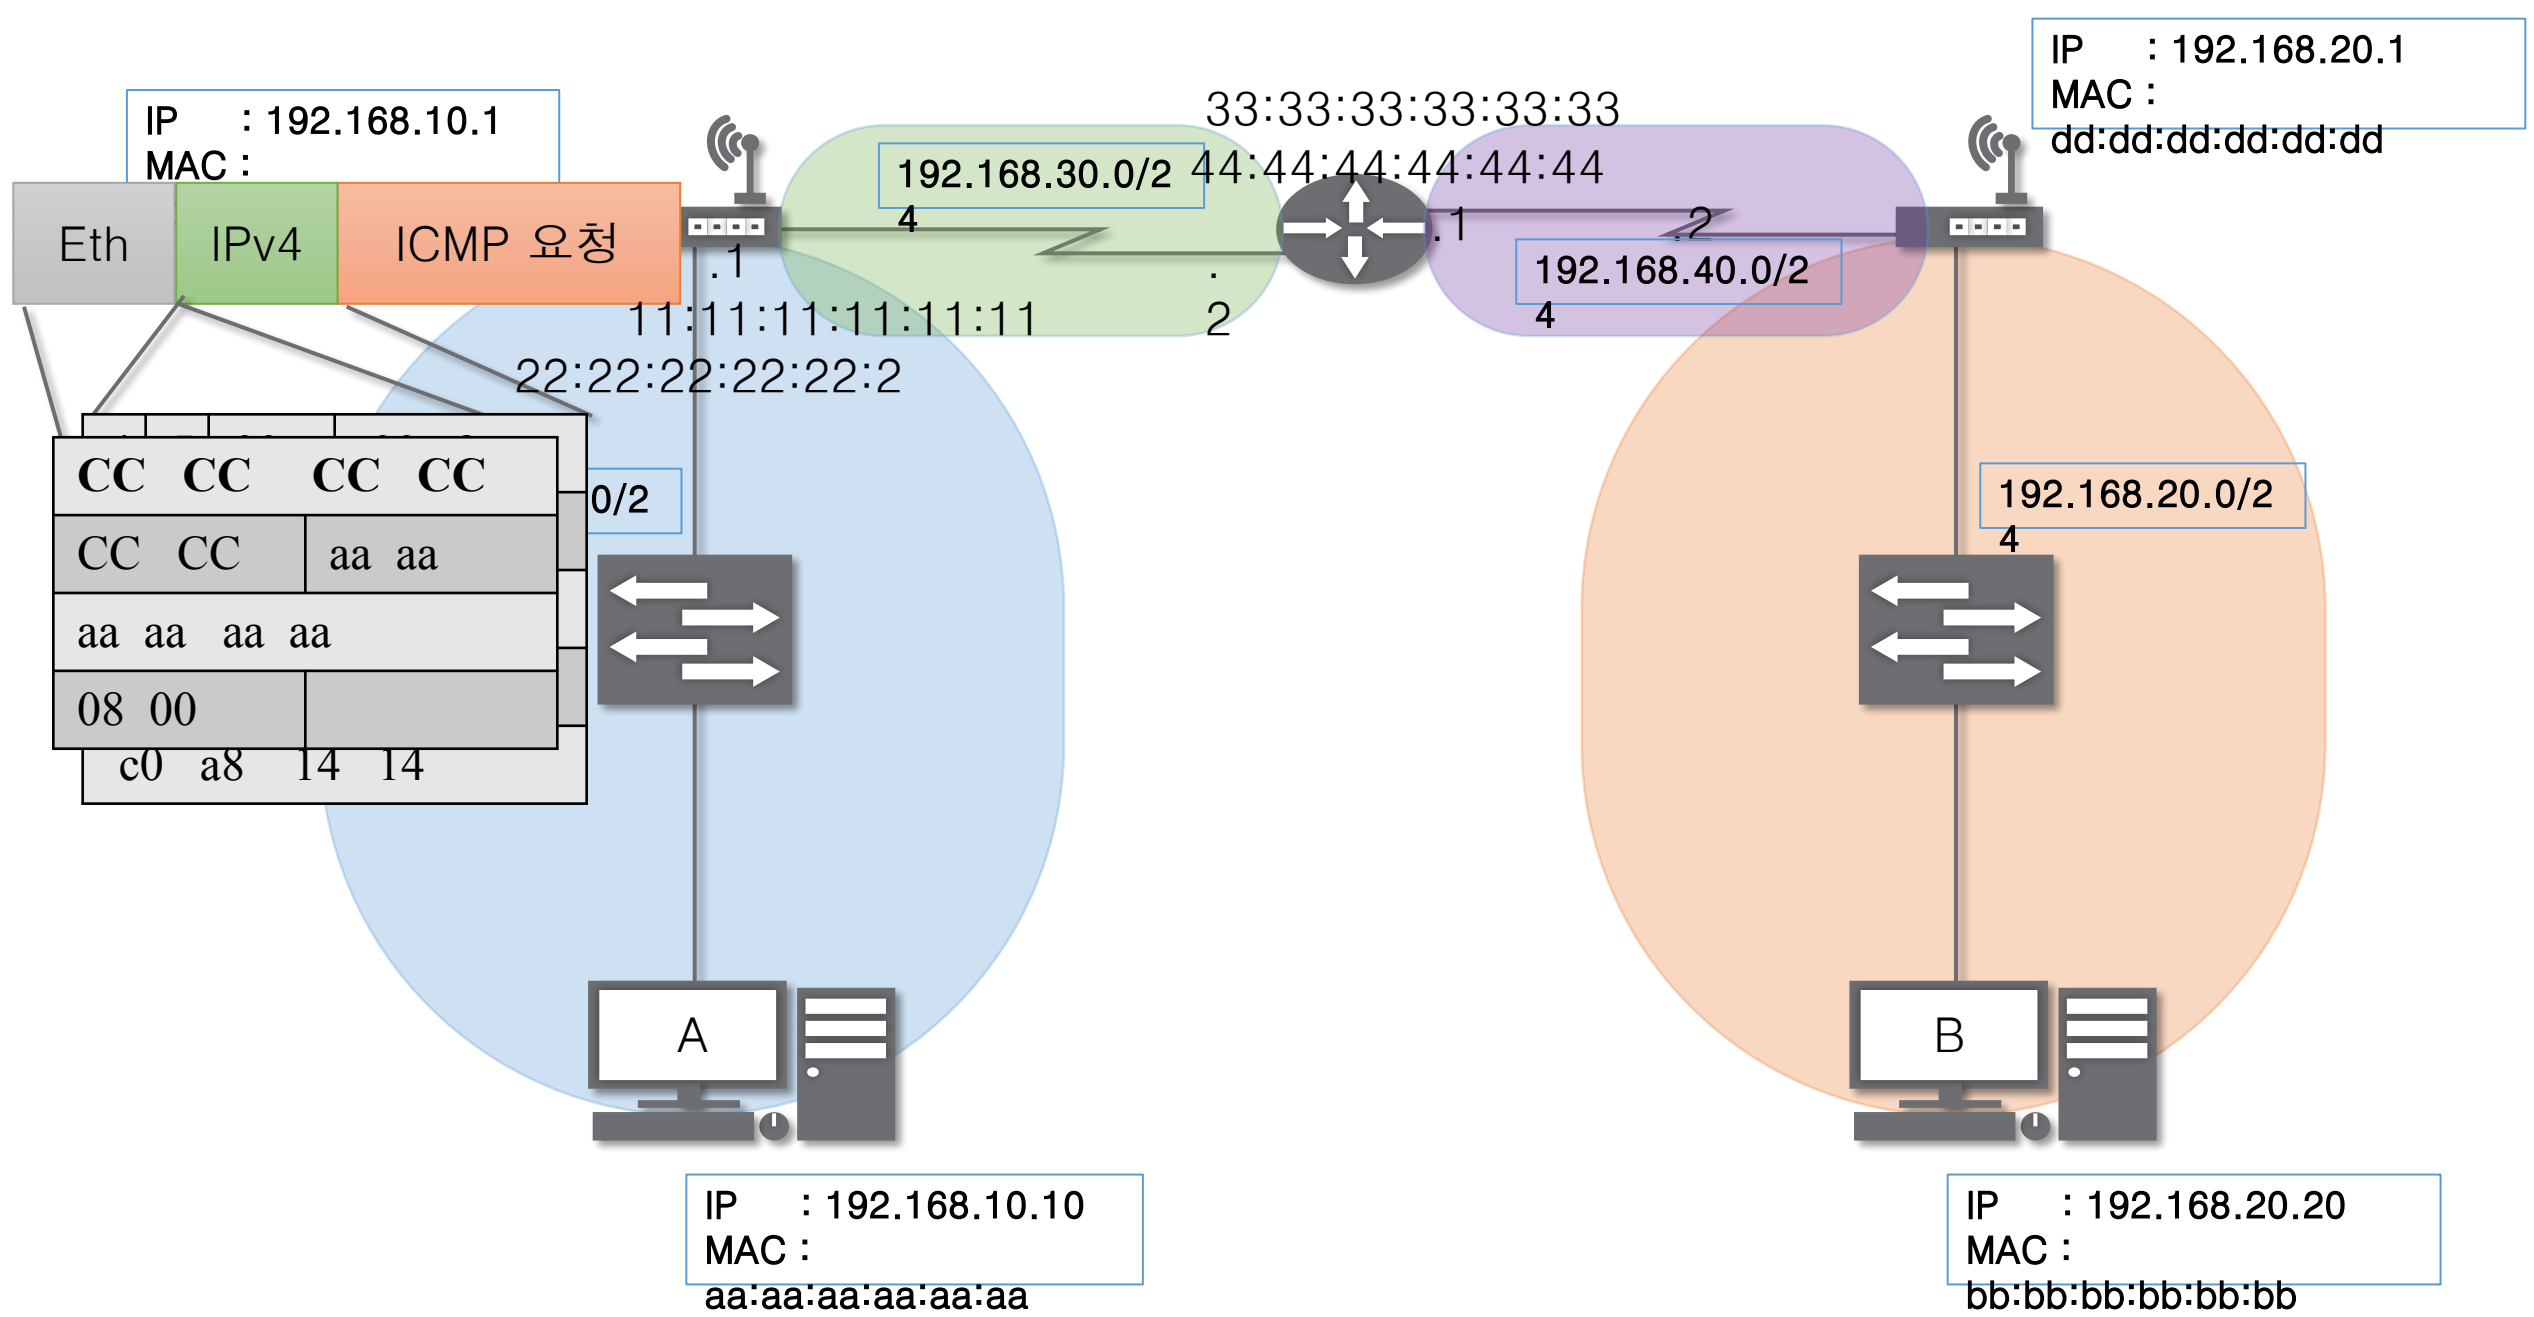 IP : 192.168.20.1
MAC :
dd:dd:dd:dd:dd:dd
IP : 192.168.10.1
MAC :
33:33:33:33:33:33
44:44:44:44:44:44
192.168.30.0/2
4
Eth
IPv4
ICMP 요청
.1
.
2
.1
.2
192.168.40.0/2
4
11:11:11:11:11:11
22:22:22:22:22:2
CC CC CC CC
CC CC aa aa
aa aa aa aa
08 00
c0 a8 14 14
0/2
192.168.20.0/2
4
A
B
IP : 192.168.10.10
MAC :
aa:aa:aa:aa:aa:aa
IP : 192.168.20.20
MAC :
bb:bb:bb:bb:bb:bb